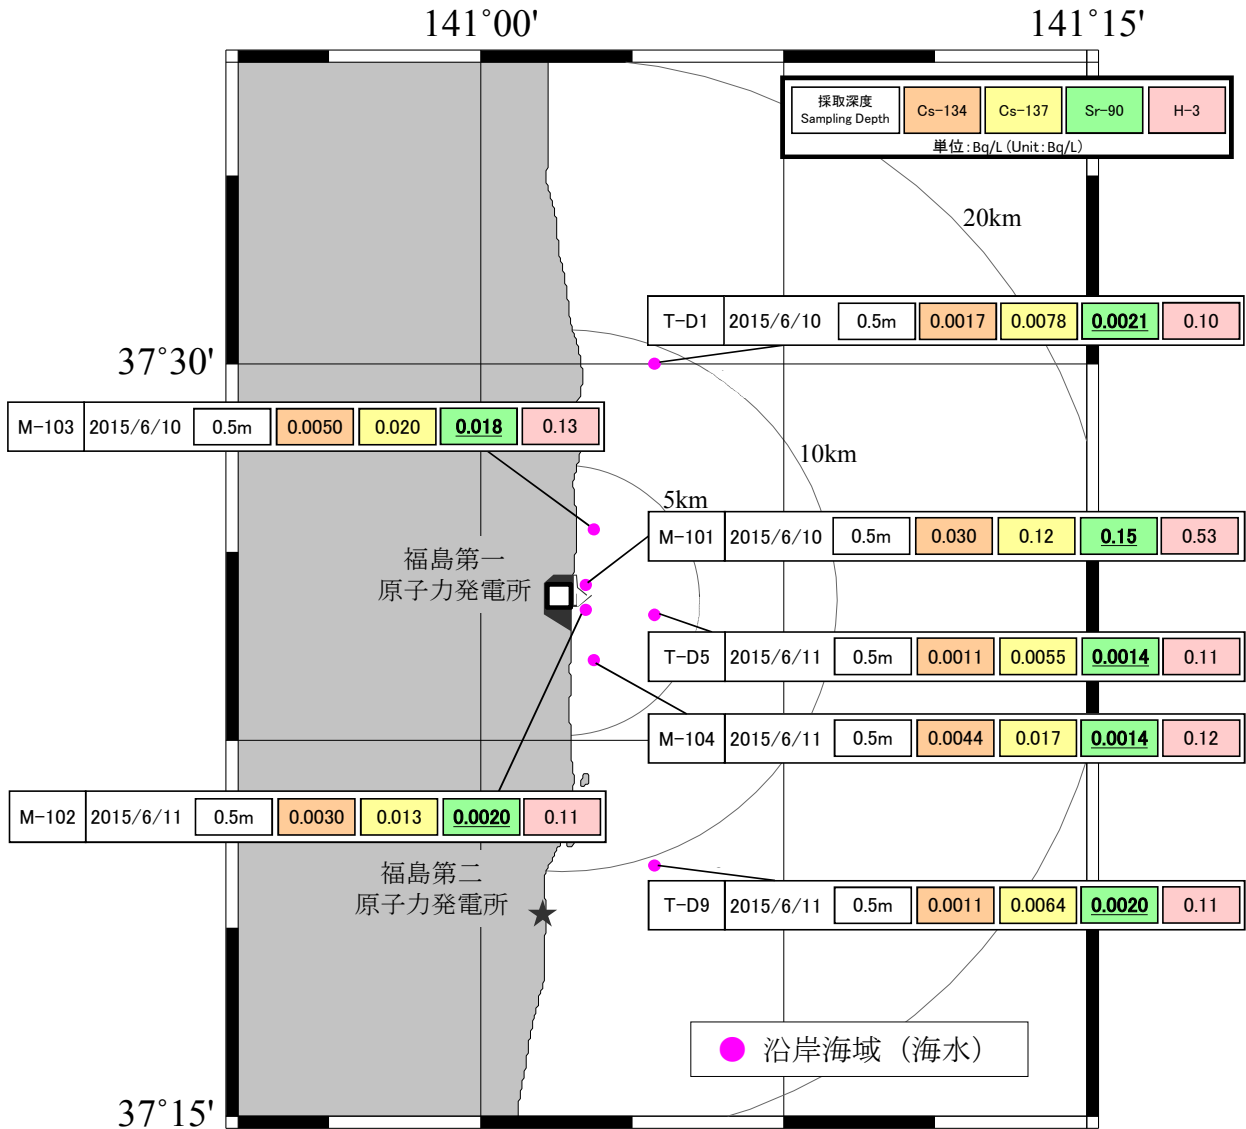 141°00'
141°15'
採取深度
Sampling Depth
Cs-134
Cs-137
Sr-90
H-3
単位:Bq/L (Unit:Bq/L)
20km
T-D1 2015/6/10 0.5m 0.0017 0.0078 0.0021 0.10
37°30'
M-103 2015/6/10 0.5m 0.0050 0.020 0.018 0.13
10km
5km
M-101 2015/6/10 0.5m 0.030 0.12 0.15 0.53
福島第一
原子力発電所
T-D5 2015/6/11 0.5m 0.0011 0.0055 0.0014 0.11
M-104 2015/6/11 0.5m 0.0044 0.017 0.0014 0.12
M-102 2015/6/11 0.5m 0.0030 0.013 0.0020 0.11
福島第二
原子力発電所
T-D9 2015/6/11 0.5m 0.0011 0.0064 0.0020 0.11
沿岸海域（海水）
37°15'